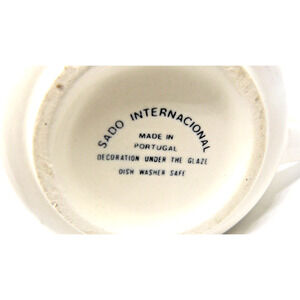 SADO INTERNACIONAL
MADE IN
PORTUGAL
DECORATION UNDER THE GLAZE
DISH WASHER SAFE